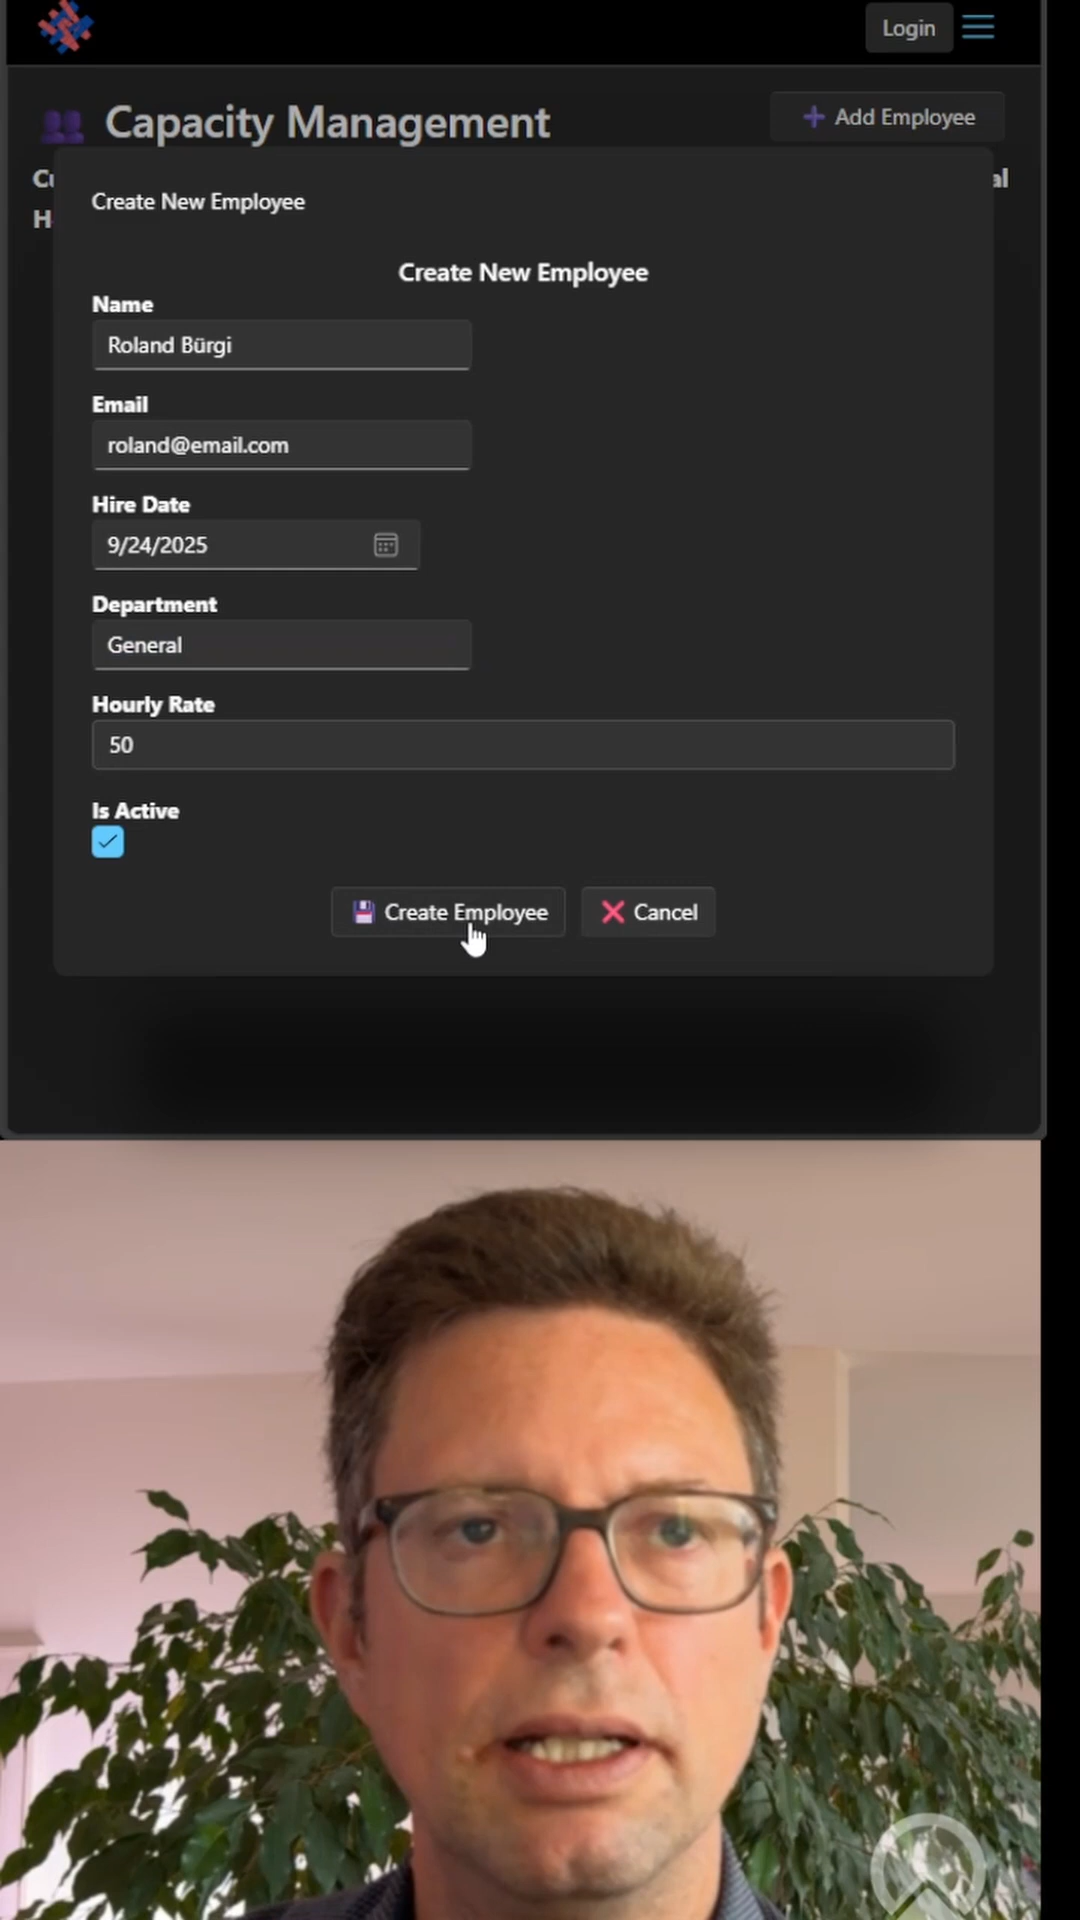 Login
Capacity Management
Add Employee
Create New Employee
Create New Employee
Name
Roland Bürgi
Email
roland@email.com
Hire Date
9/24/2025
Department
General
Hourly Rate
50
Is Active
Create Employee
Cancel